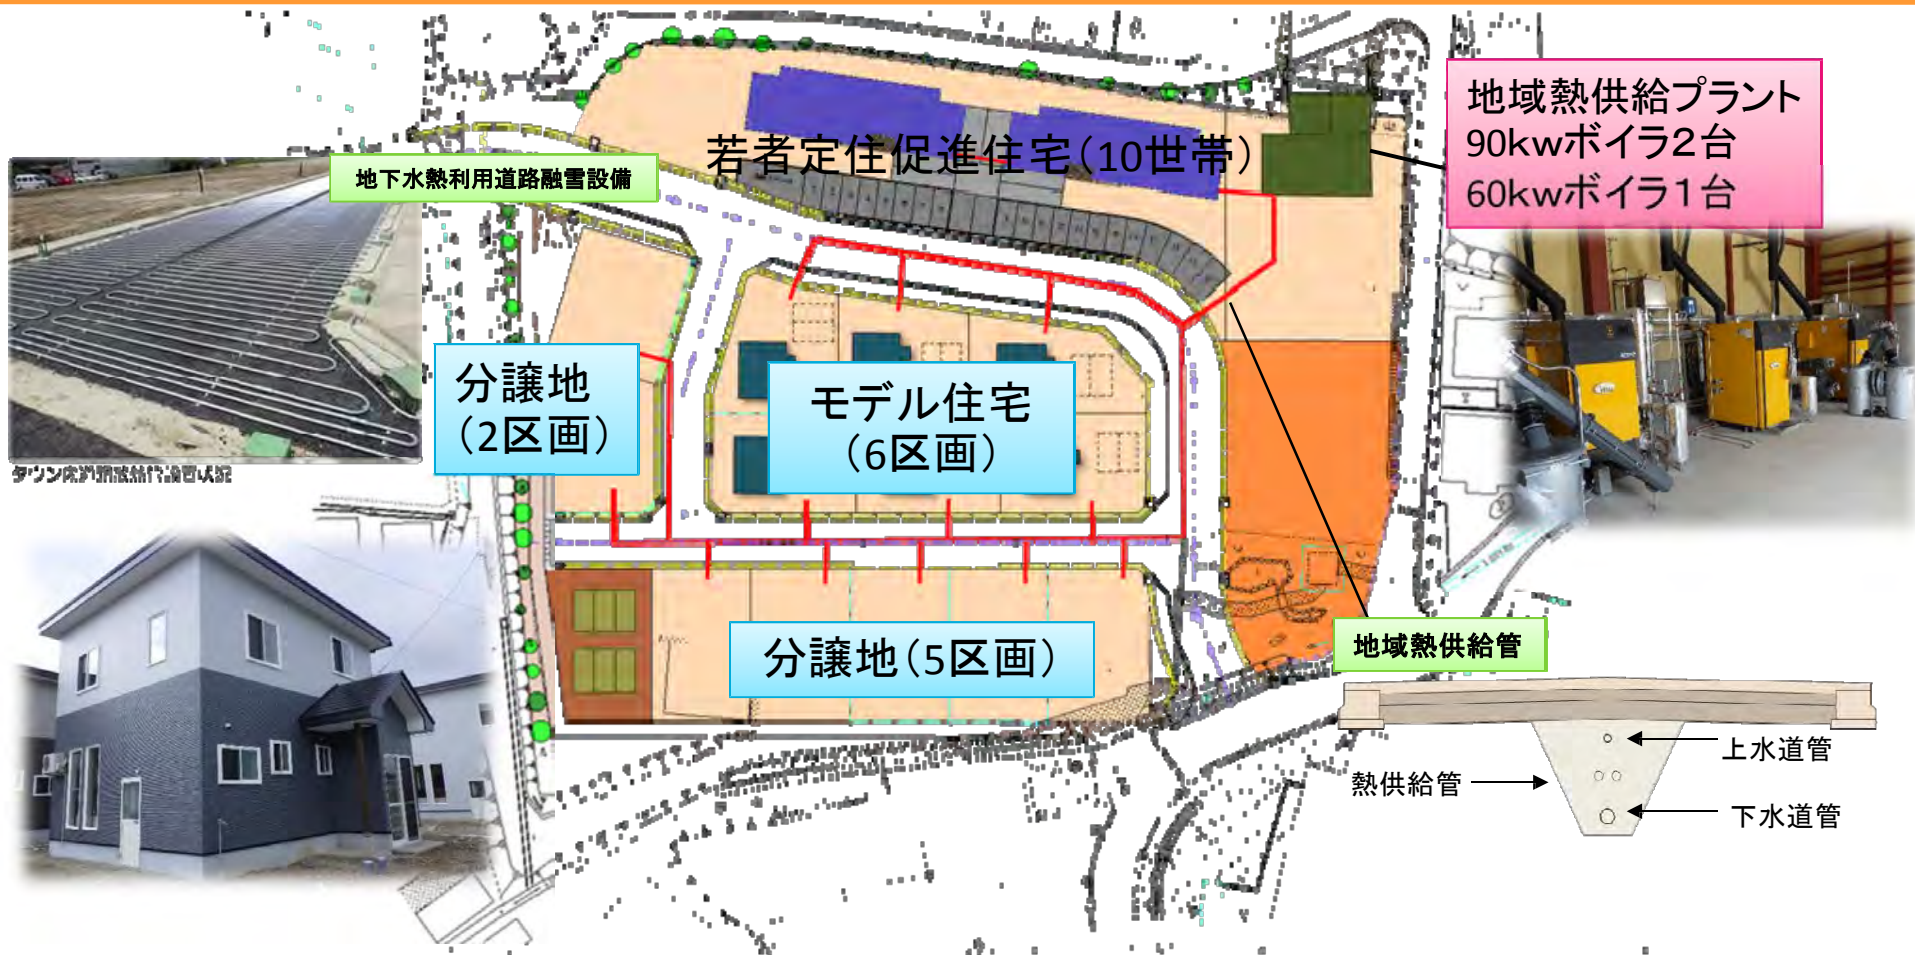 地域熱供給プラント
90kwボイラ2台
60kwボイラ1台
若者定住促進住宅(10世帯)
地下水熱利用道路融雪設備
分譲地
(2区画)
モデル住宅
(6区画)
分譲地(5区画)
地域熱供給管
上水道管
熱供給管
下水道管